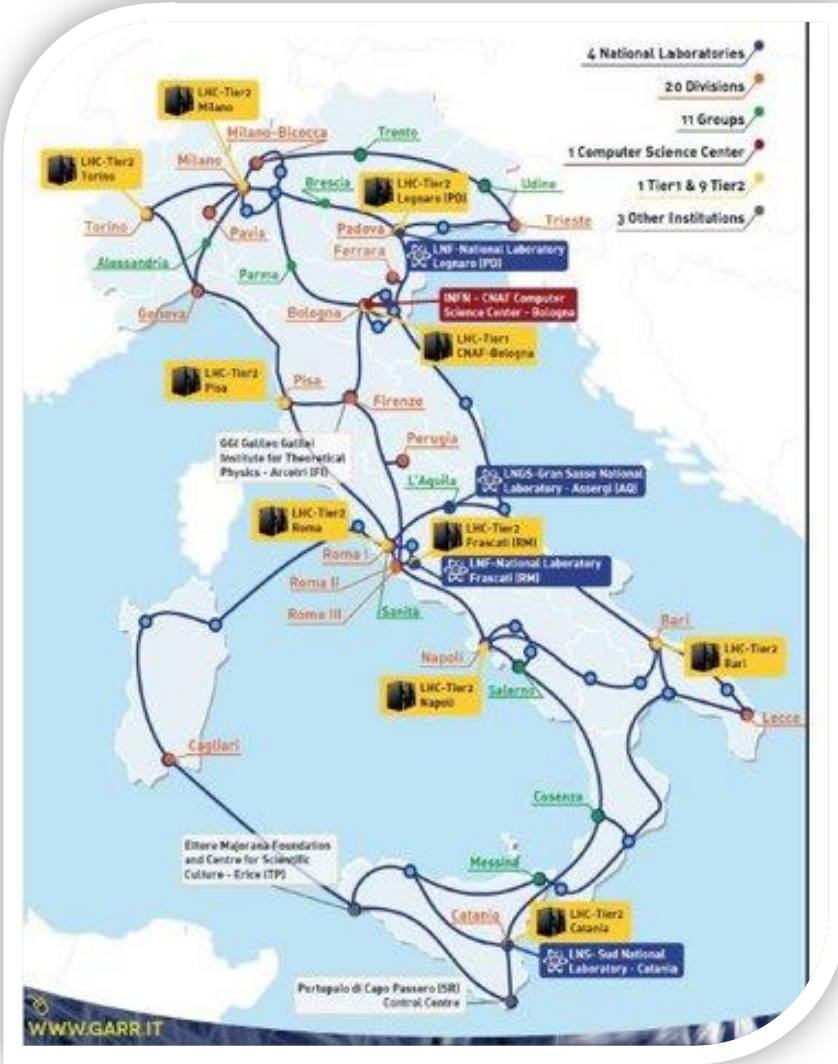 4 National Laboratories
20 Divisions
11 Groups
1 Computer Science Center
1 Tier1 & 9 Tier2
3 Other Institutions
LHC-Tier2
Milano
Milano-Bicocca
Trento
LHC-Tier2
Torino
Milano
Brescia
LHC-Tier2
Legnaro (PD)
Udine
Torino
Pavia
Padova
Trieste
Alessandria
Ferrara
LNF-National Laboratory
Legnaro (PD)
Parma
Genova
Bologna
INFN - CNAF Computer
Science Center - Bologna
LHC-Tier1
CNAF-Bologna
LHC-Tier2
Pisa
Pisa
Firenze
GGI Galileo Galilei
Institute for Theoretical
Physics - Arcetri (FI)
Perugia
L'Aquila
LNGS-Gran Sasso National
Laboratory - Assergi (AQ)
LHC-Tier2
Roma
LHC-Tier2
Frascati (RM)
Roma I
LNF-National Laboratory
Frascati (RM)
Roma II
Roma III
Sanità
Bari
Napoli
LHC-Tier2
Bari
LHC-Tier2
Napoli
Salerno
Lecce
Cagliari
Cosenza
Ettore Majorana Foundation
and Centre for Scientific
Culture - Erice (TP)
Messina
Catania
LHC-Tier2
Catania
LNS- Sud National
Laboratory - Catania
Portopalo di Capo Passero (SR)
Control Centre
WWW.GARR.IT